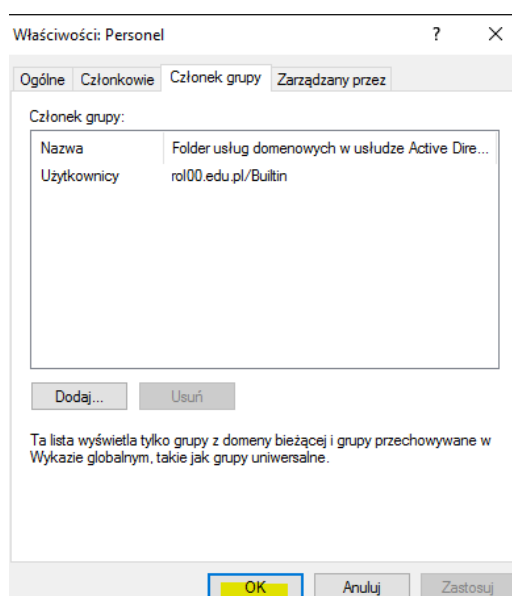 Właściwości: Personel ? ✕
Ogólne Członkowie Członek grupy Zarządzany przez
Członek grupy:
Nazwa Folder usług domenowych w usłudze Active Dire...
Użytkownicy rol00.edu.pl/Builtin
Dodaj... Usuń
Ta lista wyświetla tylko grupy z domeny bieżącej i grupy przechowywane w
Wykazie globalnym, takie jak grupy uniwersalne.
OK Anuluj Zastosuj